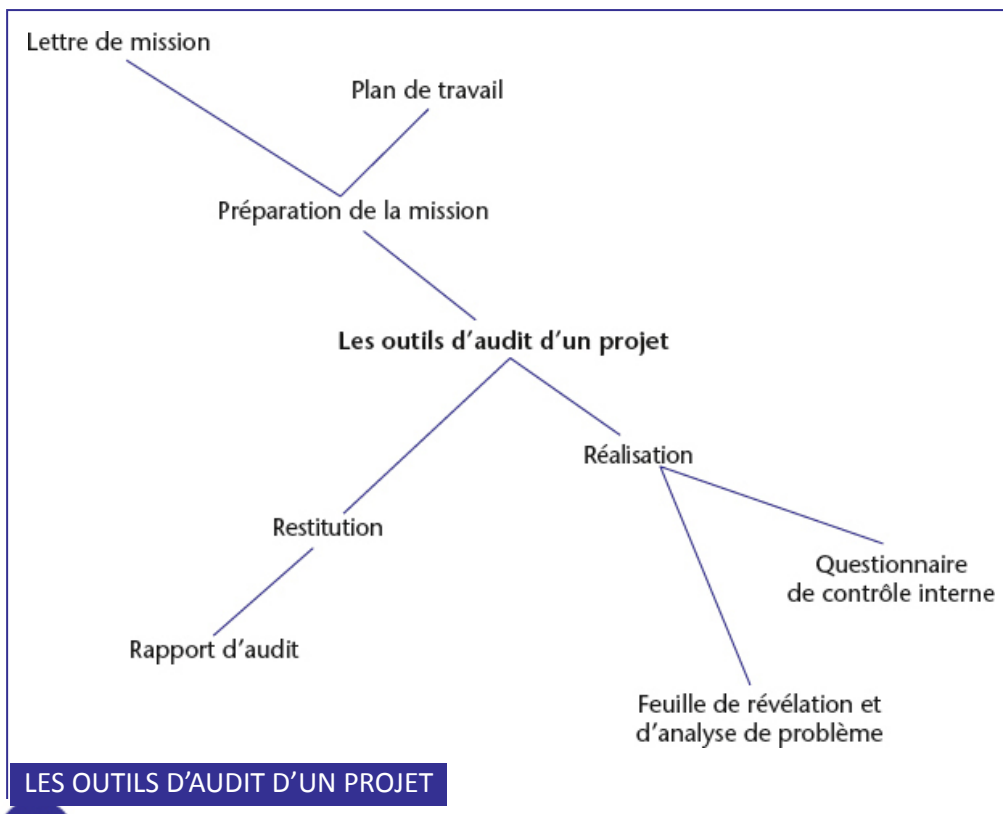 Lettre de mission
Plan de travail
Préparation de la mission
Les outils d’audit d’un projet
Réalisation
Restitution
Questionnaire
de contrôle interne
Rapport d’audit
Feuille de révélation et
d’analyse de problème
LES OUTILS D’AUDIT D’UN PROJET